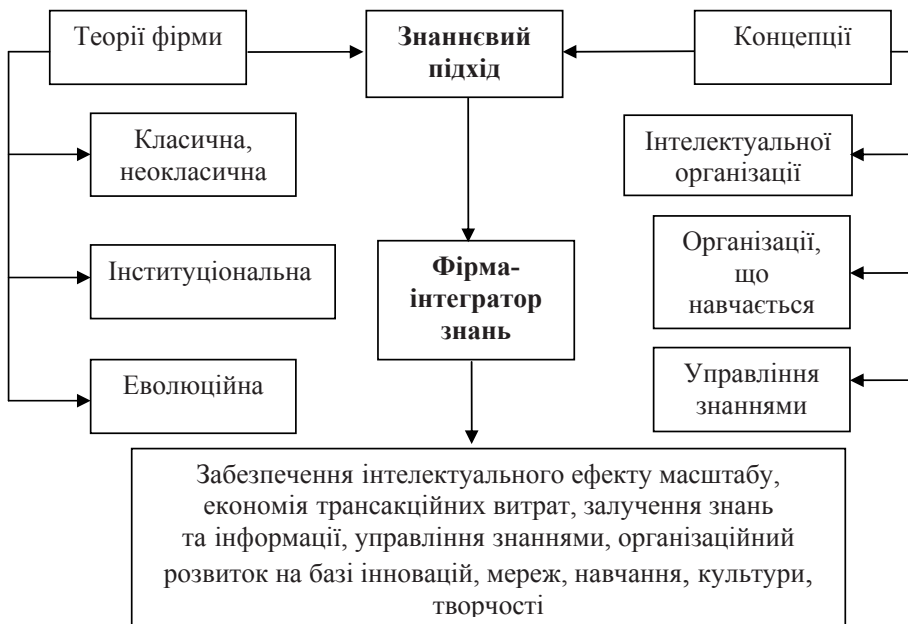 Теорії фірми
Знаннєвий
підхід
Концепції
Класична,
неокласична
Інституціональна
Еволюційна
Фірма-
інтегратор
знань
Інтелектуальної
організації
Організації,
що
навчається
Управління
знаннями
Забезпечення інтелектуального ефекту масштабу,
економія трансакційних витрат, залучення знань
та інформації, управління знаннями, організаційний
розвиток на базі інновацій, мереж, навчання, культури,
творчості